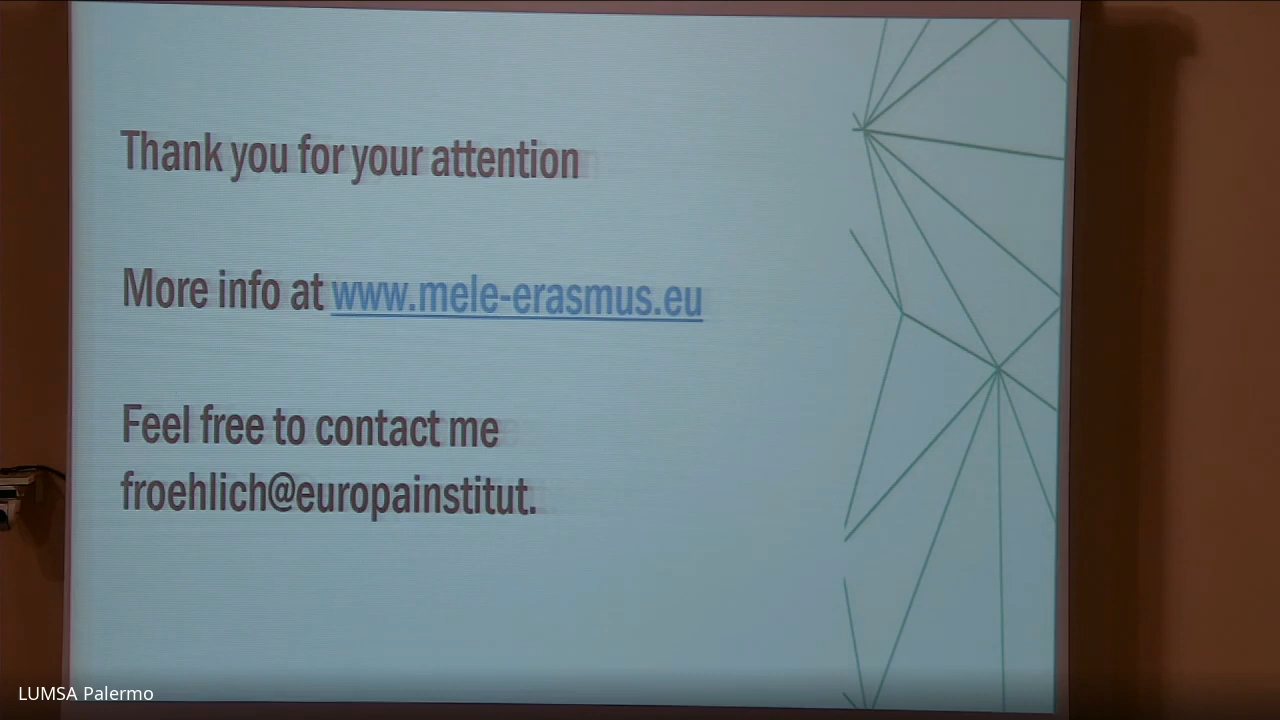 Thank you for your attention
More info at www.mele-erasmus.eu
Feel free to contact me
froehlich@europainstitut.
LUMSA Palermo